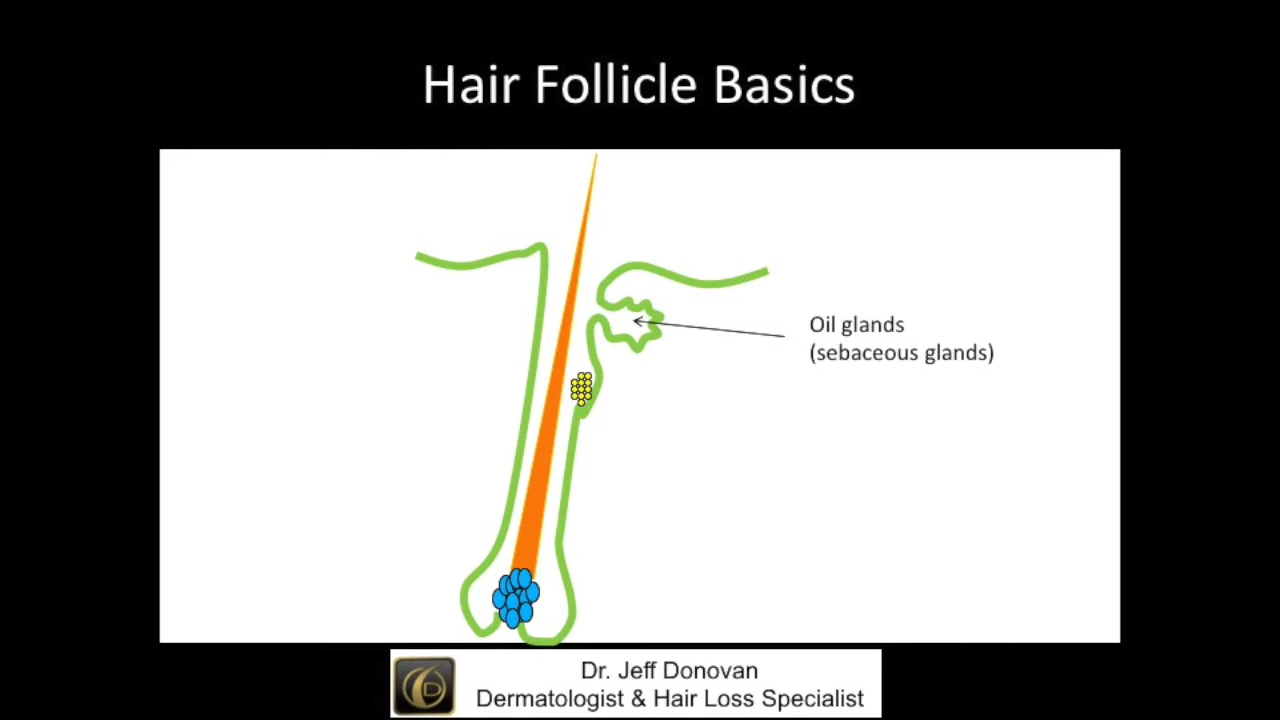 Hair Follicle Basics
Oil glands
(sebaceous glands)
D
Dr. Jeff Donovan
Dermatologist & Hair Loss Specialist